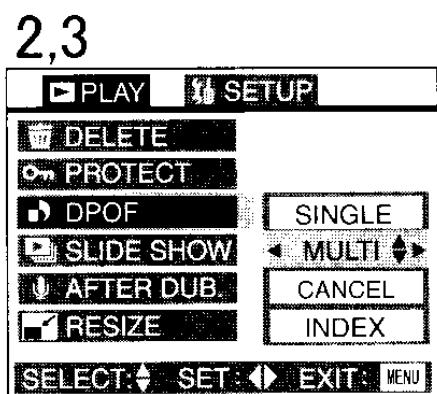 2,3
PLAY SETUP
DELETE
PROTECT
DPOF
SINGLE
SLIDE SHOW
MULTI
AFTER DUB.
CANCEL
RESIZE
INDEX
SELECT: SET: EXIT: MENU